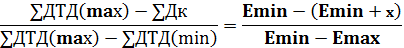 ∑ДТД(max) − ∑Дк / ∑ДТД(max) − ∑ДТД(min) = Emin − (Emin + x) / Emin − Emax